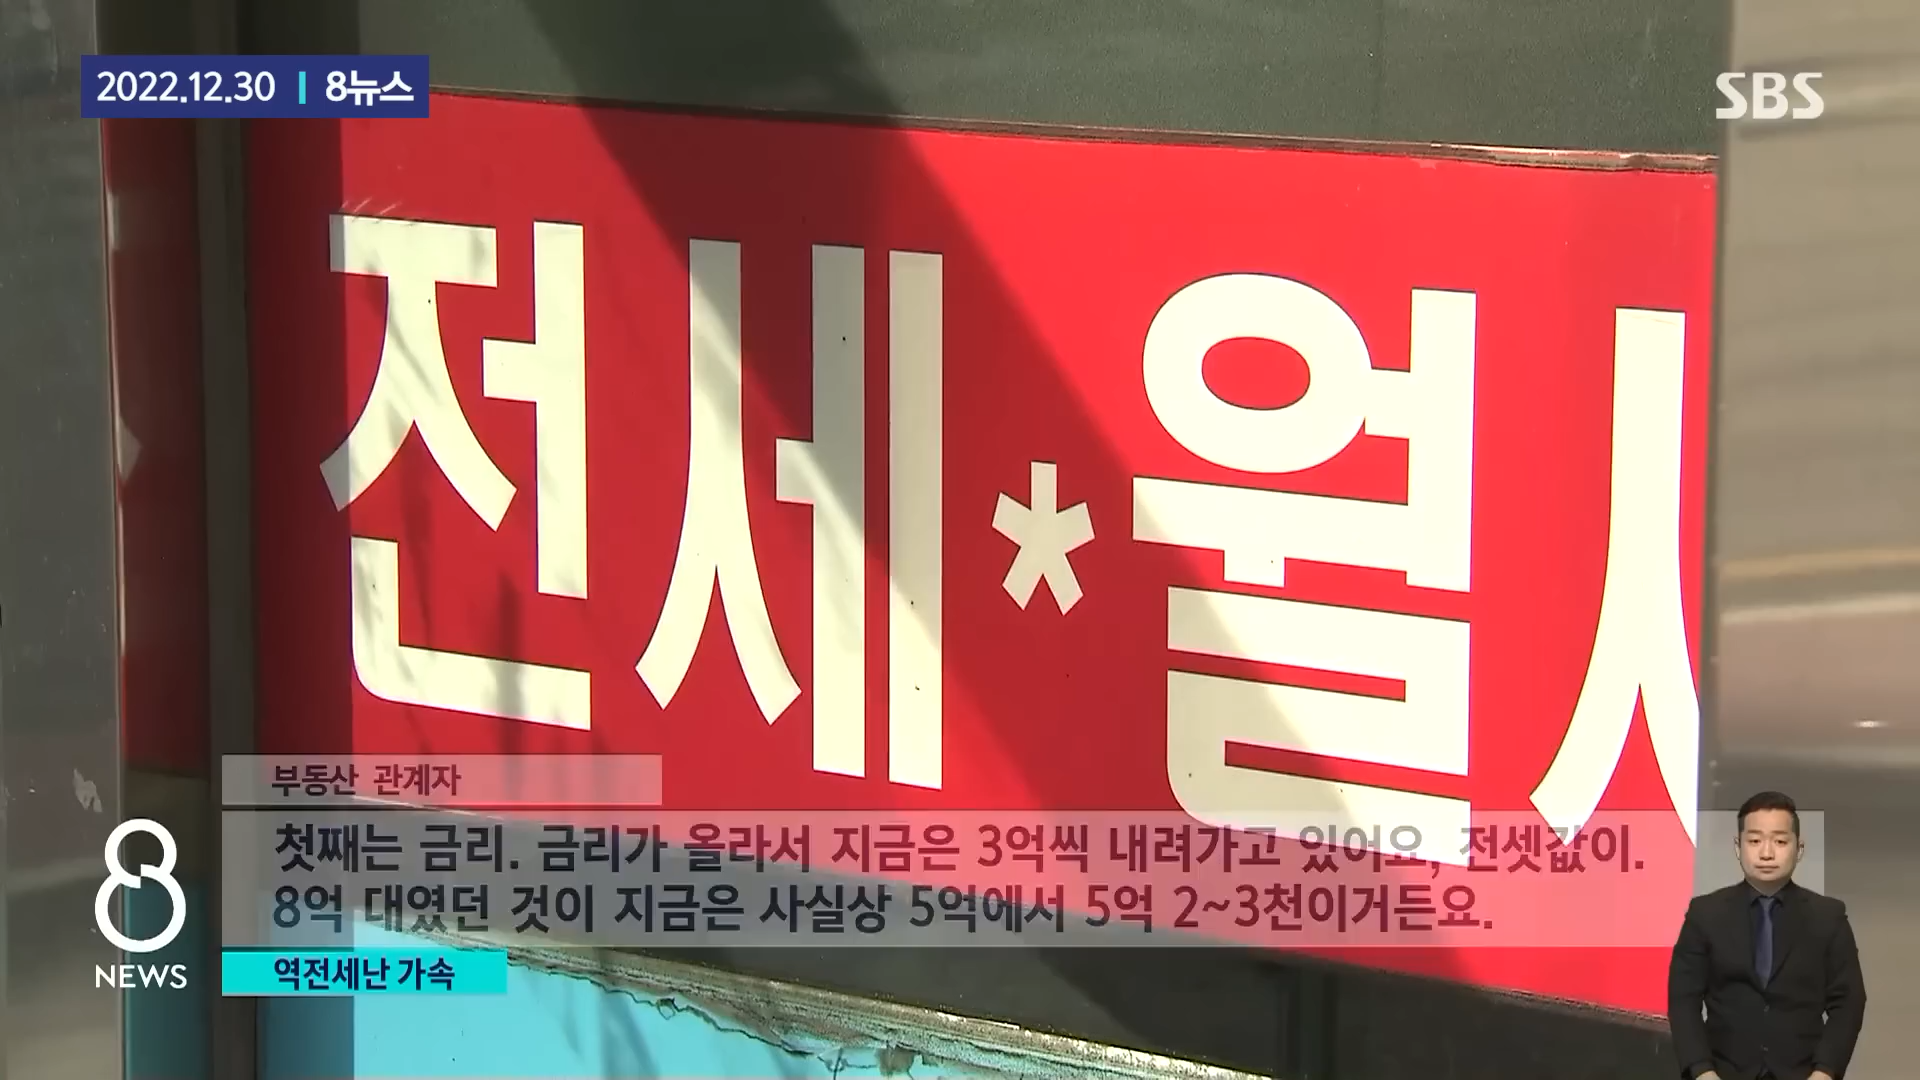 2022.12.30 | 8뉴스
SBS
전세*월
부동산 관계자
첫째는 금리. 금리가 올라서 지금은 3억씩 내려가고 있어요, 전셋값이.
8억 대였던 것이 지금은 사실상 5억에서 5억 2~3천이거든요.
8
NEWS
역전세난 가속